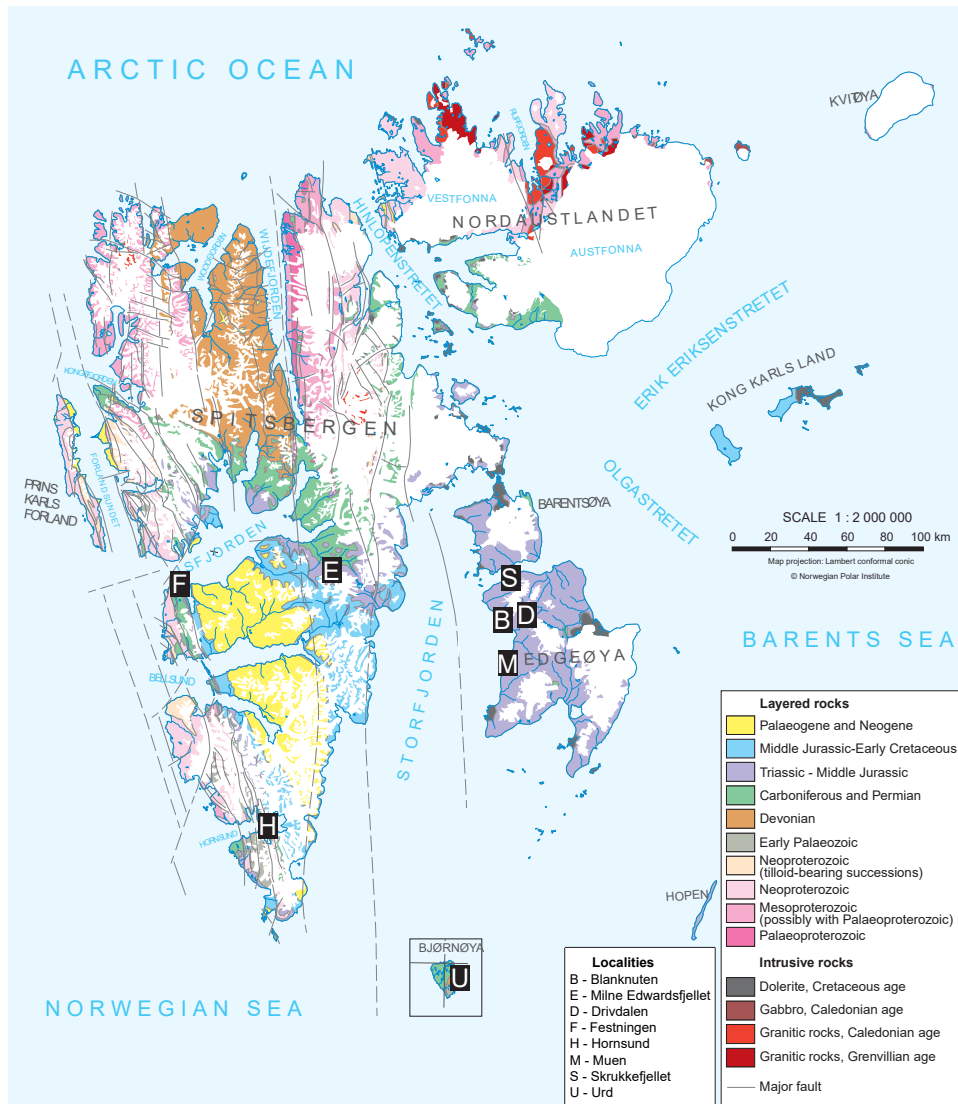 ARCTIC OCEAN
KVITØYA
RIJPFJORDEN
VESTFONNA
NORDAUSTLANDET
AUSTFONNA
HINLOPENSTRETET
WOODFJORDEN
WIJDEFJORDEN
ERIK ERIKSENSTRETET
KONG KARLS LAND
KONGSFJORDEN
SPITSBERGEN
FORLANDSUNDET
PRINS
KARLS
FORLAND
OLGASTRETET
BARENTSØYA
SCALE 1 : 2 000 000
0 20 40 60 80 100 km
Map projection: Lambert conformal conic
© Norwegian Polar Institute
ISFJORDEN
F
E
S
B
D
M
EDGEØYA
BARENTS SEA
BELLSUND
STORFJORDEN
H
HORNSUND
HOPEN
BJØRNØYA
U
NORWEGIAN SEA
Localities
B - Blanknuten
E - Milne Edwardsfjellet
D - Drivdalen
F - Festningen
H - Hornsund
M - Muen
S - Skrukkefjellet
U - Urd
Layered rocks
Palaeogene and Neogene
Middle Jurassic-Early Cretaceous
Triassic - Middle Jurassic
Carboniferous and Permian
Devonian
Early Palaeozoic
Neoproterozoic
(tilloid-bearing successions)
Neoproterozoic
Mesoproterozoic
(possibly with Palaeoproterozoic)
Palaeoproterozoic
Intrusive rocks
Dolerite, Cretaceous age
Gabbro, Caledonian age
Granitic rocks, Caledonian age
Granitic rocks, Grenvillian age
Major fault